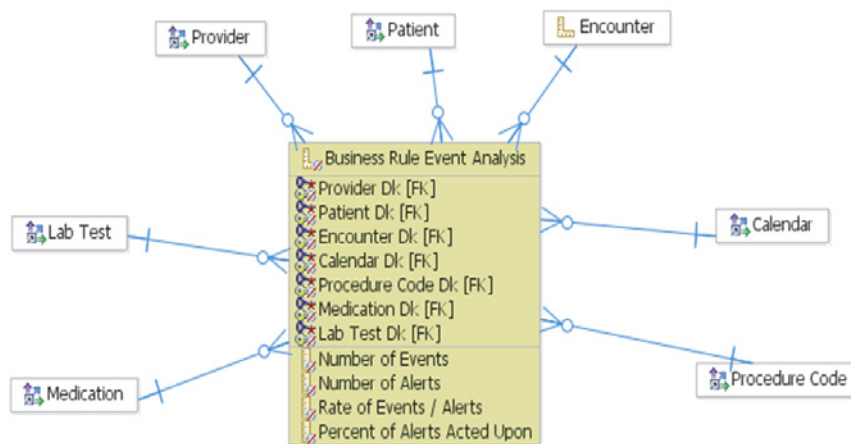 Provider
Patient
Encounter
Business Rule Event Analysis
Provider Dk [FK]
Patient Dk [FK]
Encounter Dk [FK]
Calendar Dk [FK]
Procedure Code Dk [FK]
Medication Dk [FK]
Lab Test Dk [FK]
Number of Events
Number of Alerts
Rate of Events / Alerts
Percent of Alerts Acted Upon
Lab Test
Calendar
Medication
Procedure Code